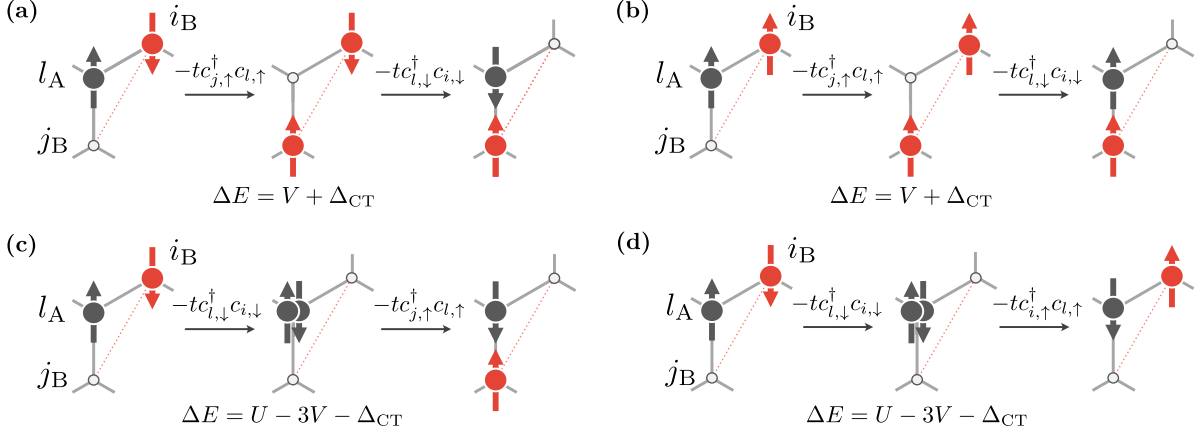 (a)
i_B
l_A
j_B
−tc†_{j,↑}c_{l,↑}
−tc†_{l,↓}c_{i,↓}
ΔE = V + Δ_CT
(b)
i_B
l_A
j_B
−tc†_{j,↑}c_{l,↑}
−tc†_{l,↓}c_{i,↓}
ΔE = V + Δ_CT
(c)
i_B
l_A
j_B
−tc†_{l,↓}c_{i,↓}
−tc†_{j,↑}c_{l,↑}
ΔE = U − 3V − Δ_CT
(d)
i_B
l_A
j_B
−tc†_{l,↓}c_{i,↓}
−tc†_{i,↑}c_{l,↑}
ΔE = U − 3V − Δ_CT